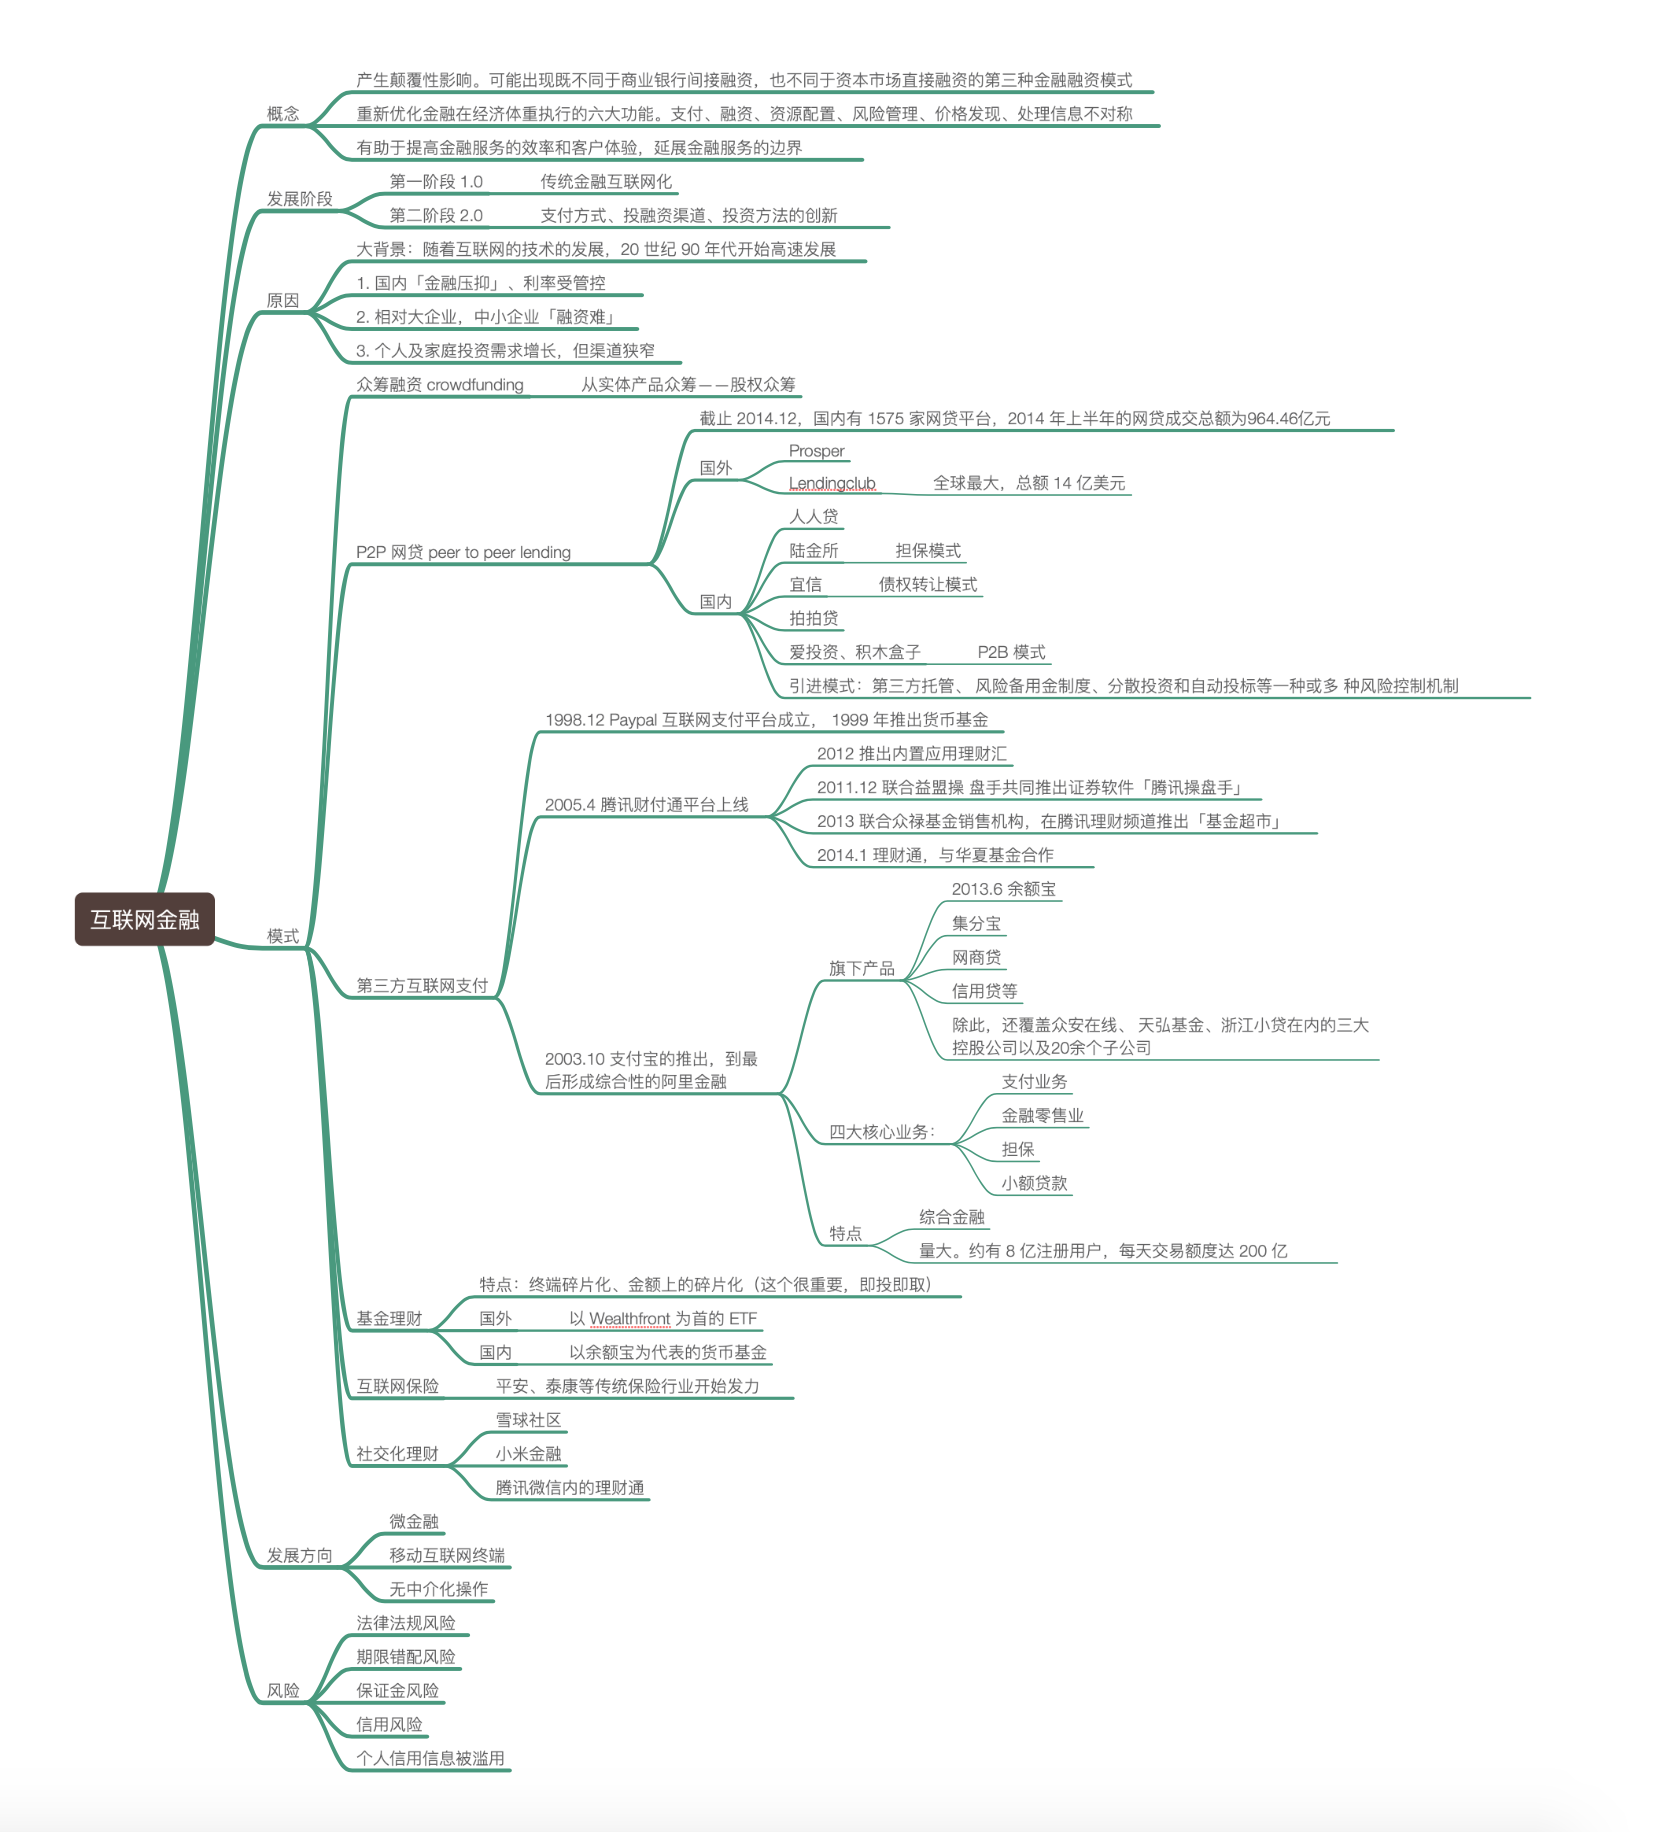 产生颠覆性影响。可能出现既不同于商业银行间接融资，也不同于资本市场直接融资的第三种金融融资模式
概念
重新优化金融在经济体重执行的六大功能。支付、融资、资源配置、风险管理、价格发现、处理信息不对称
有助于提高金融服务的效率和客户体验，延展金融服务的边界
发展阶段
第一阶段 1.0
传统金融互联网化
第二阶段 2.0
支付方式、投融资渠道、投资方法的创新
大背景：随着互联网的技术的发展，20 世纪 90 年代开始高速发展
原因
1. 国内「金融压抑」、利率受管控
2. 相对大企业，中小企业「融资难」
3. 个人及家庭投资需求增长，但渠道狭窄
众筹融资 crowdfunding
从实体产品众筹——股权众筹
截止 2014.12，国内有 1575 家网贷平台，2014 年上半年的网贷成交总额为964.46亿元
国外
Prosper
Lendingclub
全球最大，总额 14 亿美元
P2P 网贷 peer to peer lending
国内
人人贷
陆金所
担保模式
宜信
债权转让模式
拍拍贷
爱投资、积木盒子
P2B 模式
引进模式：第三方托管、 风险备用金制度、分散投资和自动投标等一种或多 种风险控制机制
1998.12 Paypal 互联网支付平台成立， 1999 年推出货币基金
2005.4 腾讯财付通平台上线
2012 推出内置应用理财汇
2011.12 联合益盟操 盘手共同推出证券软件「腾讯操盘手」
2013 联合众禄基金销售机构，在腾讯理财频道推出「基金超市」
2014.1 理财通，与华夏基金合作
互联网金融
模式
第三方互联网支付
2003.10 支付宝的推出，到最
后形成综合性的阿里金融
旗下产品
2013.6 余额宝
集分宝
网商贷
信用贷等
除此，还覆盖众安在线、 天弘基金、浙江小贷在内的三大
控股公司以及20余个子公司
四大核心业务：
支付业务
金融零售业
担保
小额贷款
特点
综合金融
量大。约有 8 亿注册用户，每天交易额度达 200 亿
基金理财
特点：终端碎片化、金额上的碎片化（这个很重要，即投即取）
国外
以 Wealthfront 为首的 ETF
国内
以余额宝为代表的货币基金
互联网保险
平安、泰康等传统保险行业开始发力
社交化理财
雪球社区
小米金融
腾讯微信内的理财通
发展方向
微金融
移动互联网终端
无中介化操作
风险
法律法规风险
期限错配风险
保证金风险
信用风险
个人信用信息被滥用